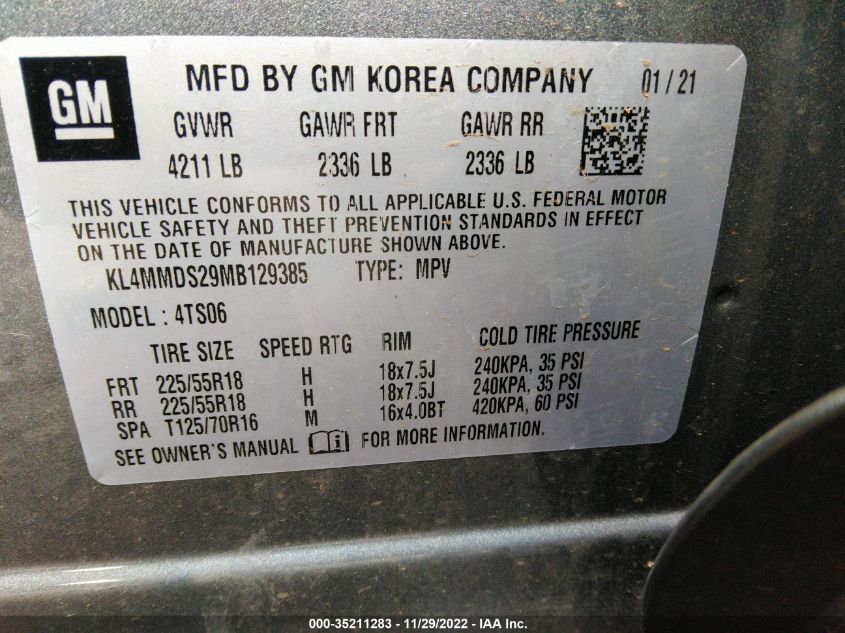 GM
MFD BY GM KOREA COMPANY 01/21
GVWR GAWR FRT GAWR RR
4211 LB 2336 LB 2336 LB
THIS VEHICLE CONFORMS TO ALL APPLICABLE U.S. FEDERAL MOTOR
VEHICLE SAFETY AND THEFT PREVENTION STANDARDS IN EFFECT
ON THE DATE OF MANUFACTURE SHOWN ABOVE.
KL4MMDS29MB129385 TYPE: MPV
MODEL : 4TS06
TIRE SIZE SPEED RTG RIM COLD TIRE PRESSURE
FRT 225/55R18 H 18x7.5J 240KPA, 35 PSI
RR 225/55R18 H 18x7.5J 240KPA, 35 PSI
SPA T125/70R16 M 16x4.0BT 420KPA, 60 PSI
SEE OWNER'S MANUAL FOR MORE INFORMATION.
000-35211283 - 11/29/2022 - IAA Inc.